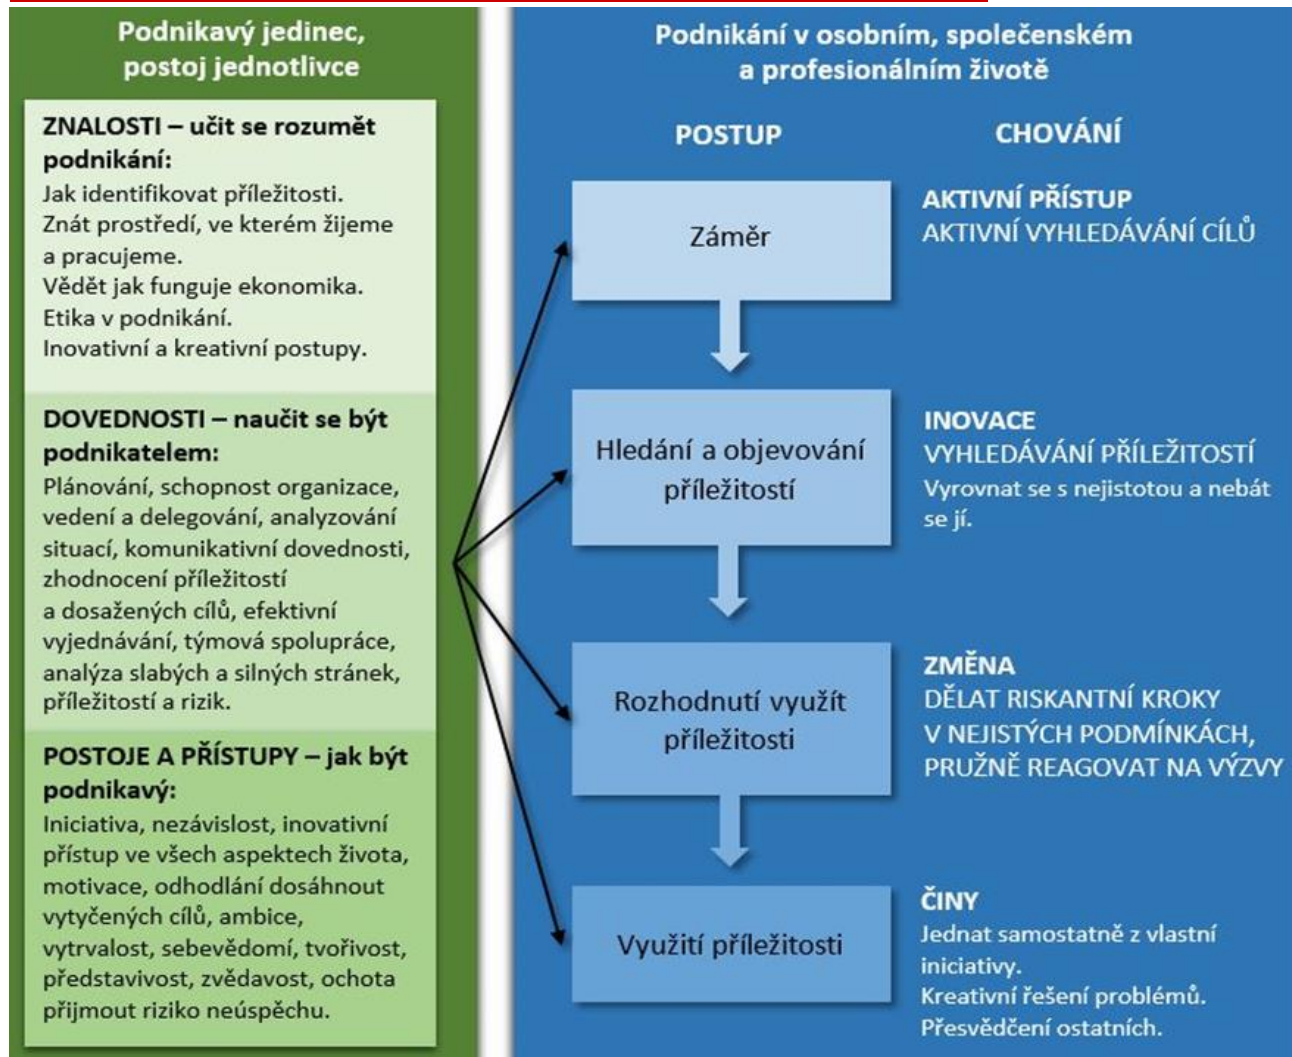 Podnikavý jedinec,
postoj jednotlivce
ZNALOSTI – učit se rozumět
podnikání:
Jak identifikovat příležitosti.
Znát prostředí, ve kterém žijeme
a pracujeme.
Vědět jak funguje ekonomika.
Etika v podnikání.
Inovativní a kreativní postupy.
DOVEDNOSTI – naučit se být
podnikatelem:
Plánování, schopnost organizace,
vedení a delegování, analyzování
situací, komunikativní dovednosti,
zhodnocení příležitostí
a dosažených cílů, efektivní
vyjednávání, týmová spolupráce,
analýza slabých a silných stránek,
příležitostí a rizik.
POSTOJE A PŘÍSTUPY – jak být
podnikavý:
Iniciativa, nezávislost, inovativní
přístup ve všech aspektech života,
motivace, odhodlání dosáhnout
vytyčených cílů, ambice,
vytrvalost, sebevědomí, tvořivost,
představivost, zvědavost, ochota
přijmout riziko neúspěchu.
Podnikání v osobním, společenském
a profesionálním životě
POSTUP
CHOVÁNÍ
Záměr
AKTIVNÍ PŘÍSTUP
AKTIVNÍ VYHLEDÁVÁNÍ CÍLŮ
Hledání a objevování
příležitostí
INOVACE
VYHLEDÁVÁNÍ PŘÍLEŽITOSTÍ
Vyrovnat se s nejistotou a nebát
se jí.
Rozhodnutí využít
příležitosti
ZMĚNA
DĚLAT RISKANTNÍ KROKY
V NEJISTÝCH PODMÍNKÁCH,
PRUŽNĚ REAGOVAT NA VÝZVY
Využití příležitosti
ČINY
Jednat samostatně z vlastní
iniciativy.
Kreativní řešení problémů.
Přesvědčení ostatních.